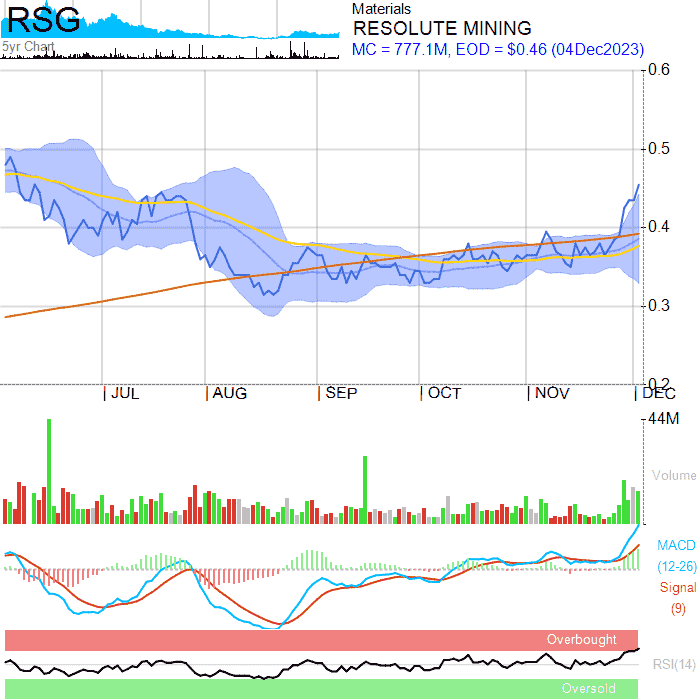 RSG
5yr Chart
Materials
RESOLUTE MINING
MC = 777.1M, EOD = $0.46 (04Dec2023)
0.6
0.5
0.4
0.3
0.2
JUL AUG SEP OCT NOV DEC
44M
Volume
MACD
(12-26)
Signal
(9)
Overbought
RSI(14)
Oversold